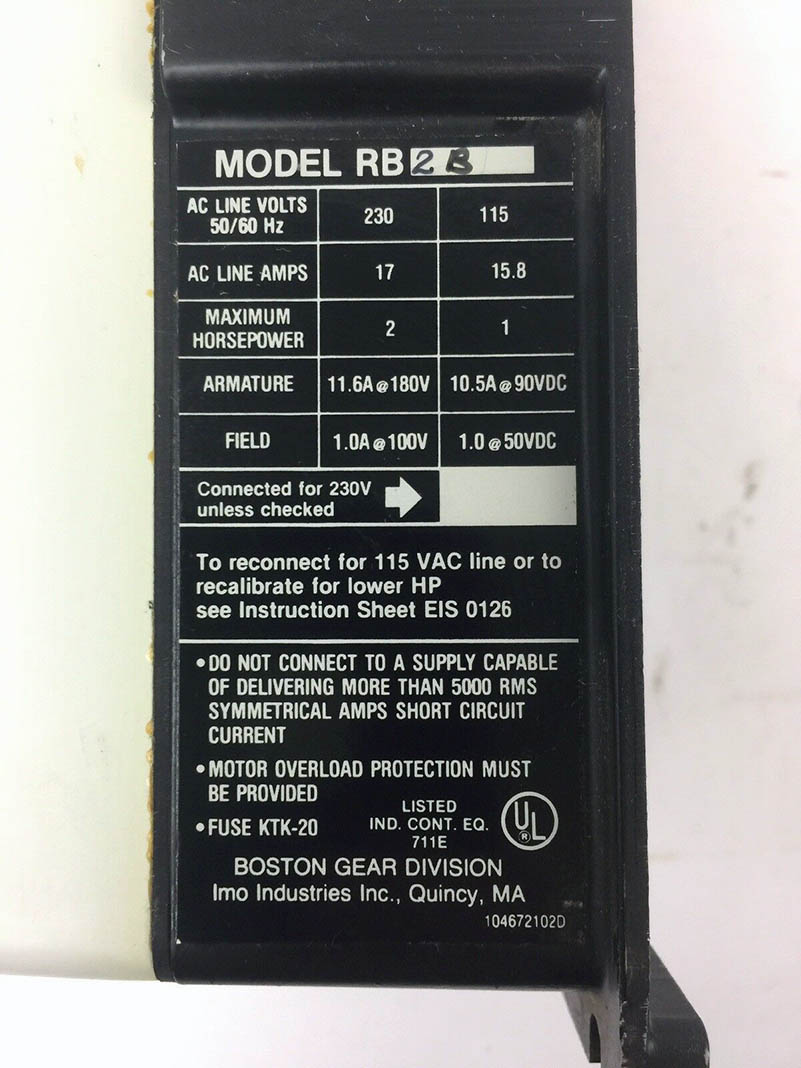 MODEL RB 2 B
AC LINE VOLTS 50/60 Hz 230 115
AC LINE AMPS 17 15.8
MAXIMUM HORSEPOWER 2 1
ARMATURE 11.6A@180V 10.5A@90VDC
FIELD 1.0A@100V 1.0@50VDC
Connected for 230V
unless checked
To reconnect for 115 VAC line or to
recalibrate for lower HP
see Instruction Sheet EIS 0126
• DO NOT CONNECT TO A SUPPLY CAPABLE
OF DELIVERING MORE THAN 5000 RMS
SYMMETRICAL AMPS SHORT CIRCUIT
CURRENT
• MOTOR OVERLOAD PROTECTION MUST
BE PROVIDED
• FUSE KTK-20
LISTED
IND. CONT. EQ.
711E
UL ®
BOSTON GEAR DIVISION
Imo Industries Inc., Quincy, MA
104672102D